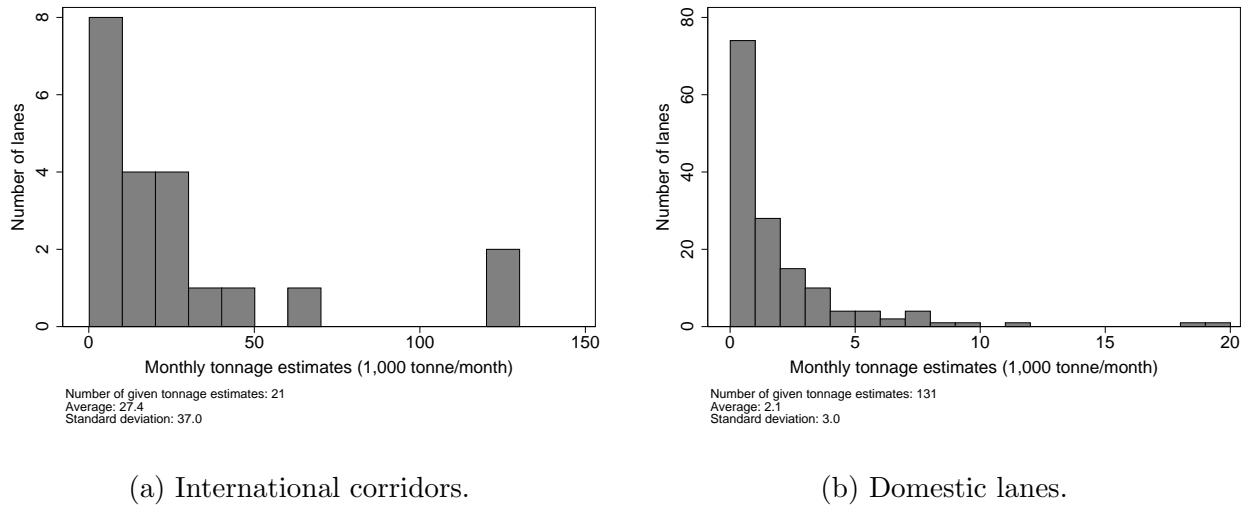 Number of lanes
8
6
4
2
0
0
50
100
150
Monthly tonnage estimates (1,000 tonne/month)
Number of given tonnage estimates: 21
Average: 27.4
Standard deviation: 37.0
(a) International corridors.
Number of lanes
80
60
40
20
0
0
5
10
15
20
Monthly tonnage estimates (1,000 tonne/month)
Number of given tonnage estimates: 131
Average: 2.1
Standard deviation: 3.0
(b) Domestic lanes.